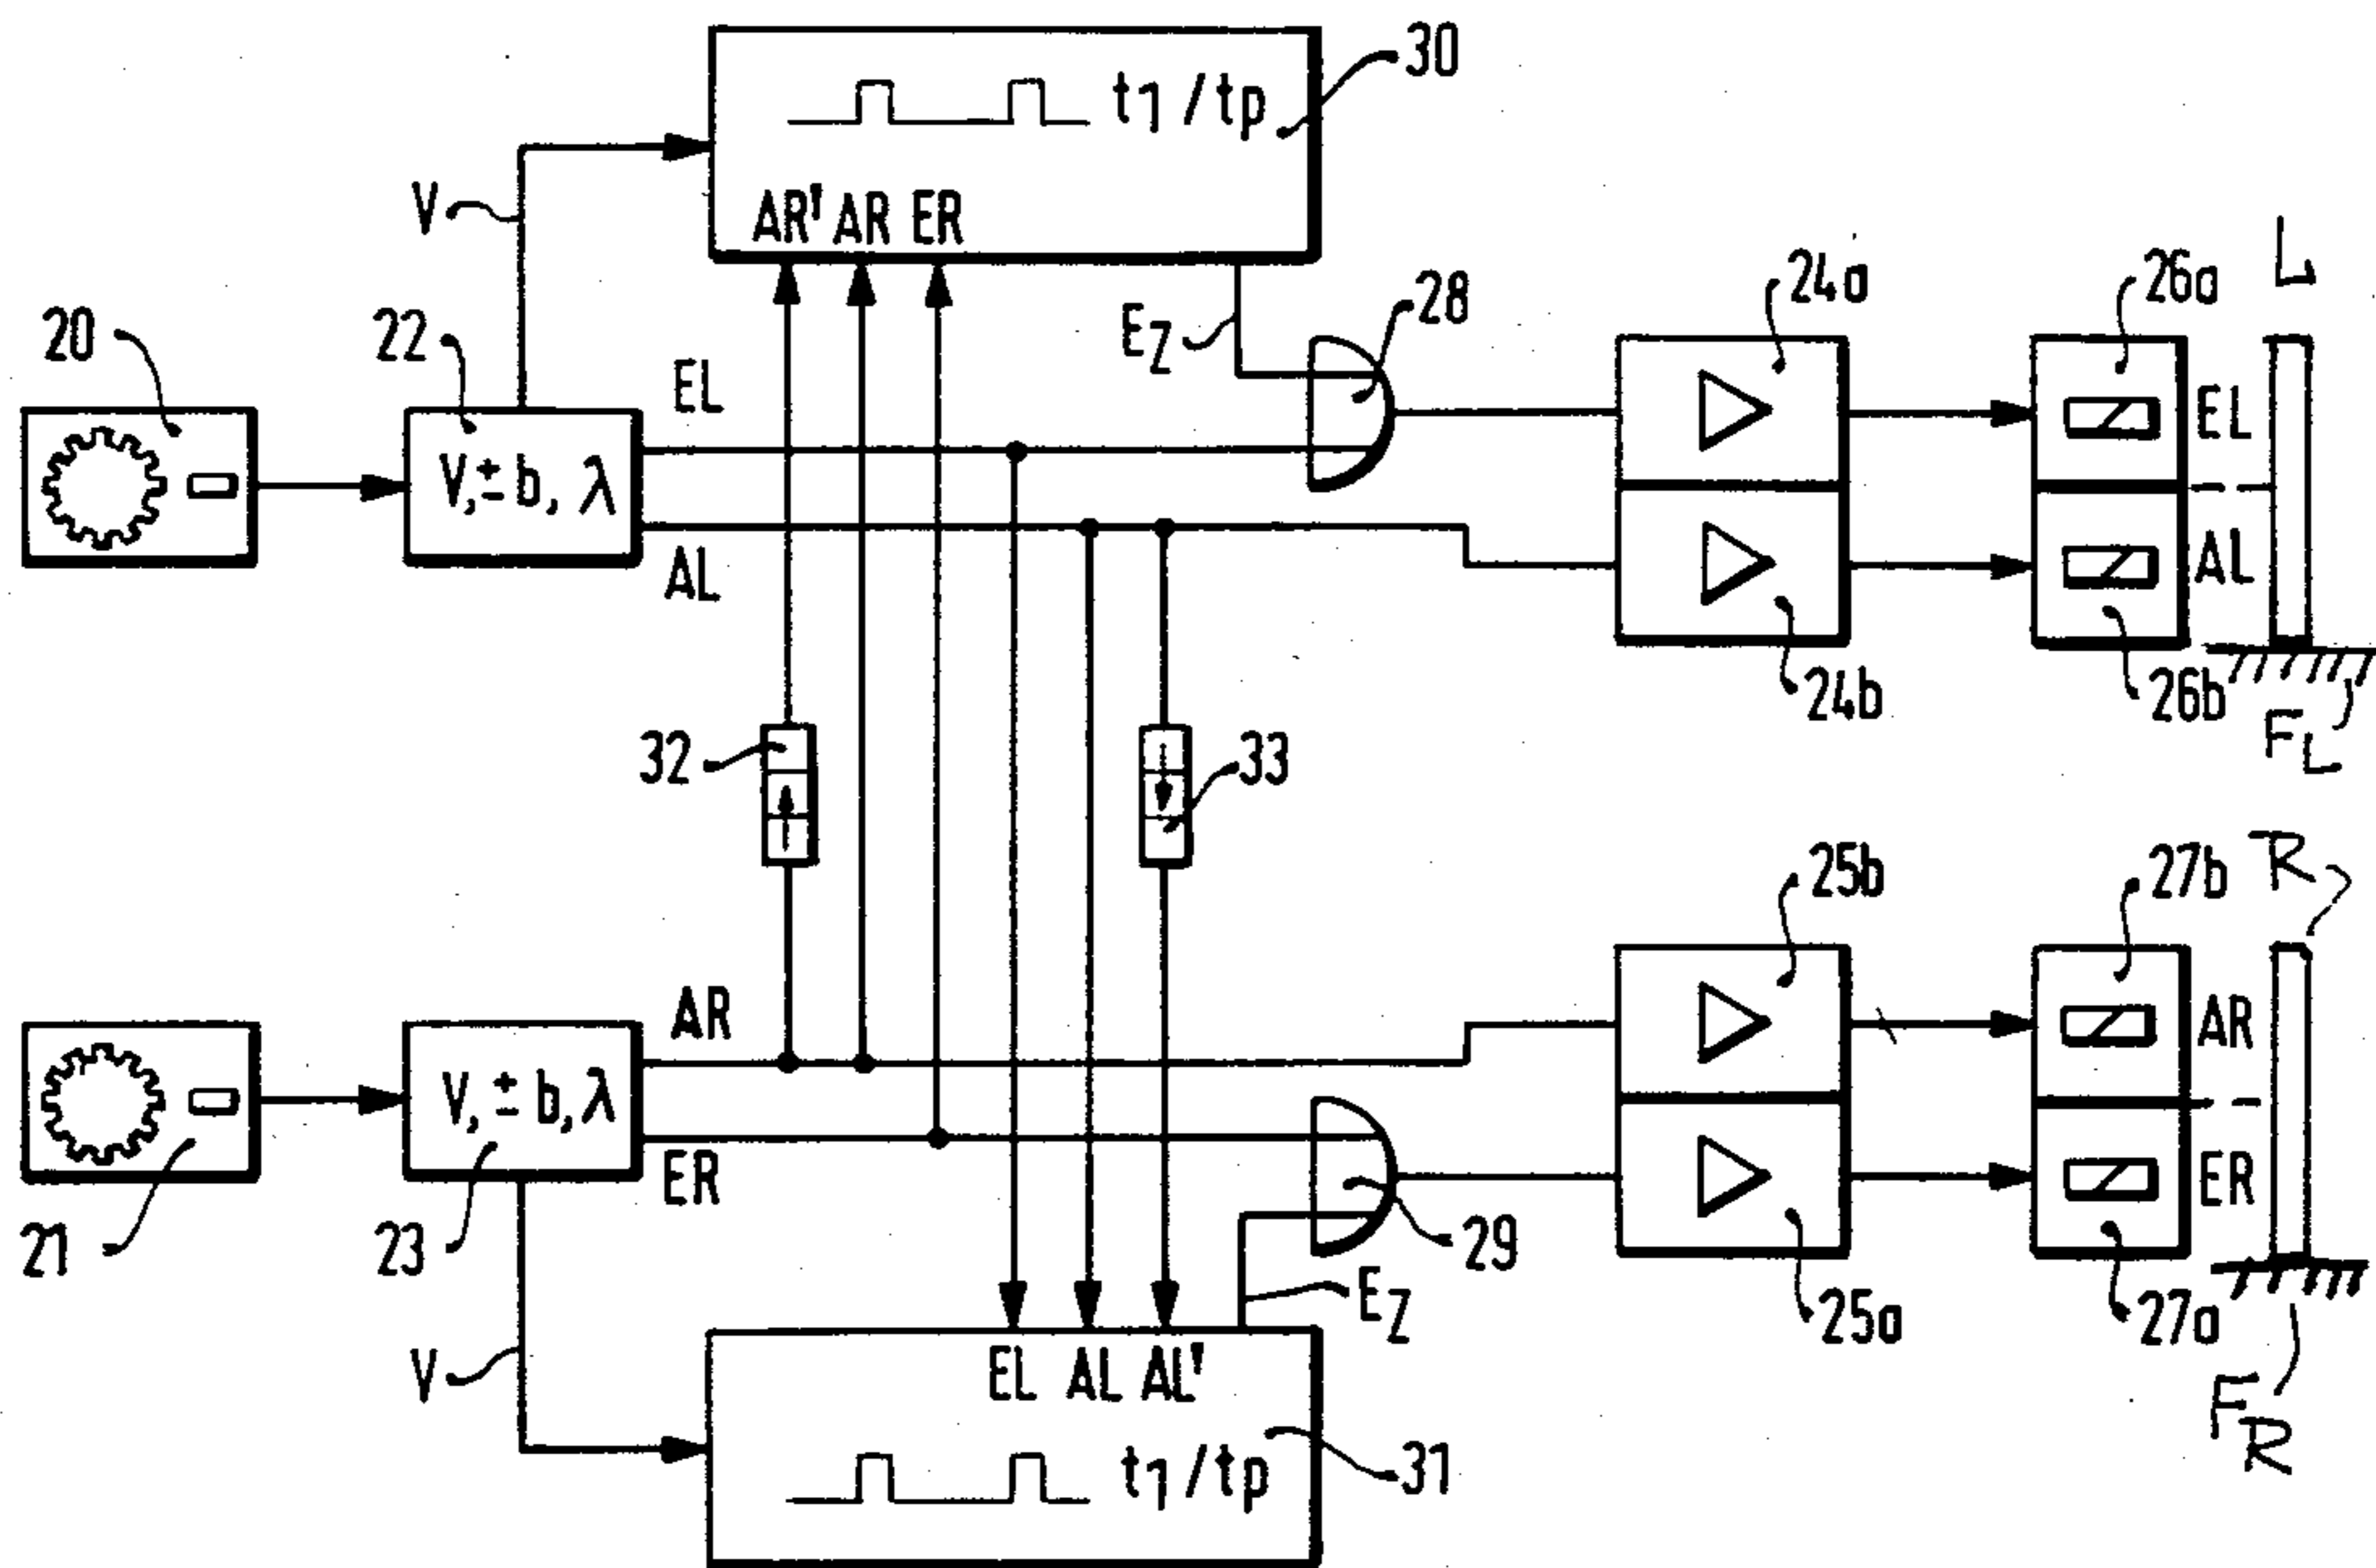 30
t1/tp
V
AR' AR ER
20
22
EL
EZ
28
24a
26a
L
V, ± b, λ
EL
AL
AL
24b
26b
FL
32
33
25b
27b
R
AR
AR
V, ± b, λ
ER
ER
21
23
29
EZ
25a
27a
FR
V
EL AL AL'
t1/tp
31